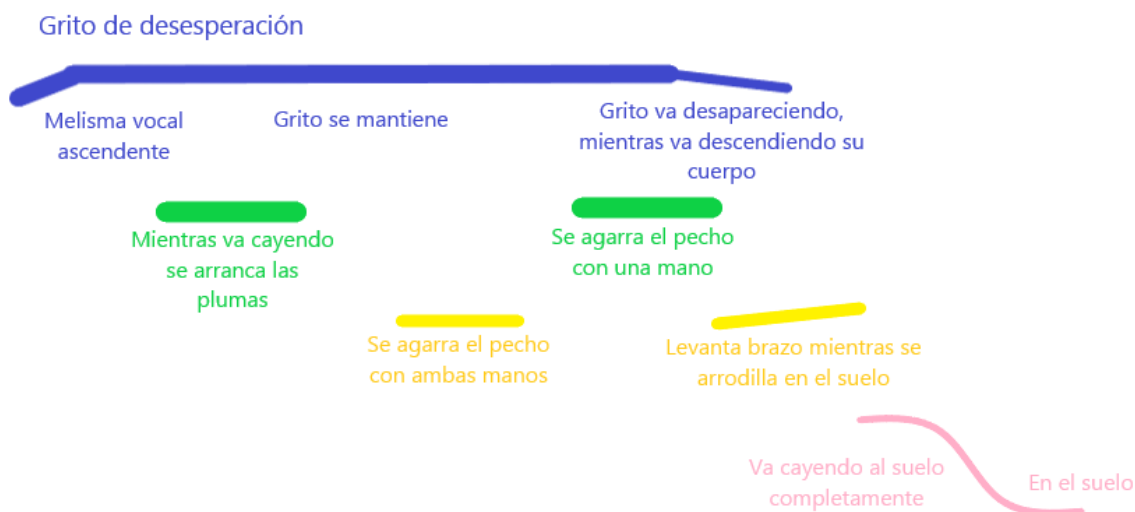 Grito de desesperación
Melisma vocal
ascendente
Grito se mantiene
Grito va desapareciendo,
mientras va descendiendo su
cuerpo
Mientras va cayendo
se arranca las
plumas
Se agarra el pecho
con una mano
Se agarra el pecho
con ambas manos
Levanta brazo mientras se
arrodilla en el suelo
Va cayendo al suelo
completamente
En el suelo